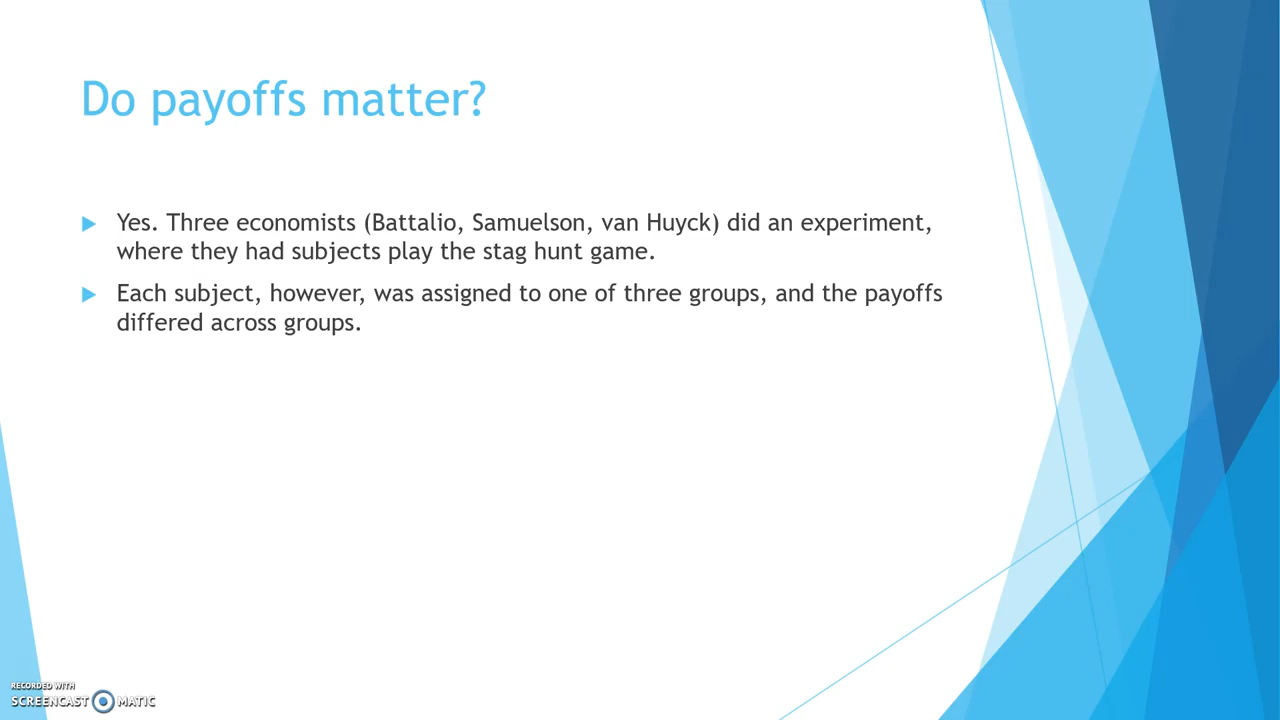 Do payoffs matter?
Yes. Three economists (Battalio, Samuelson, van Huyck) did an experiment,
where they had subjects play the stag hunt game.
Each subject, however, was assigned to one of three groups, and the payoffs
differed across groups.
RECORDED WITH
SCREENCAST MATIC